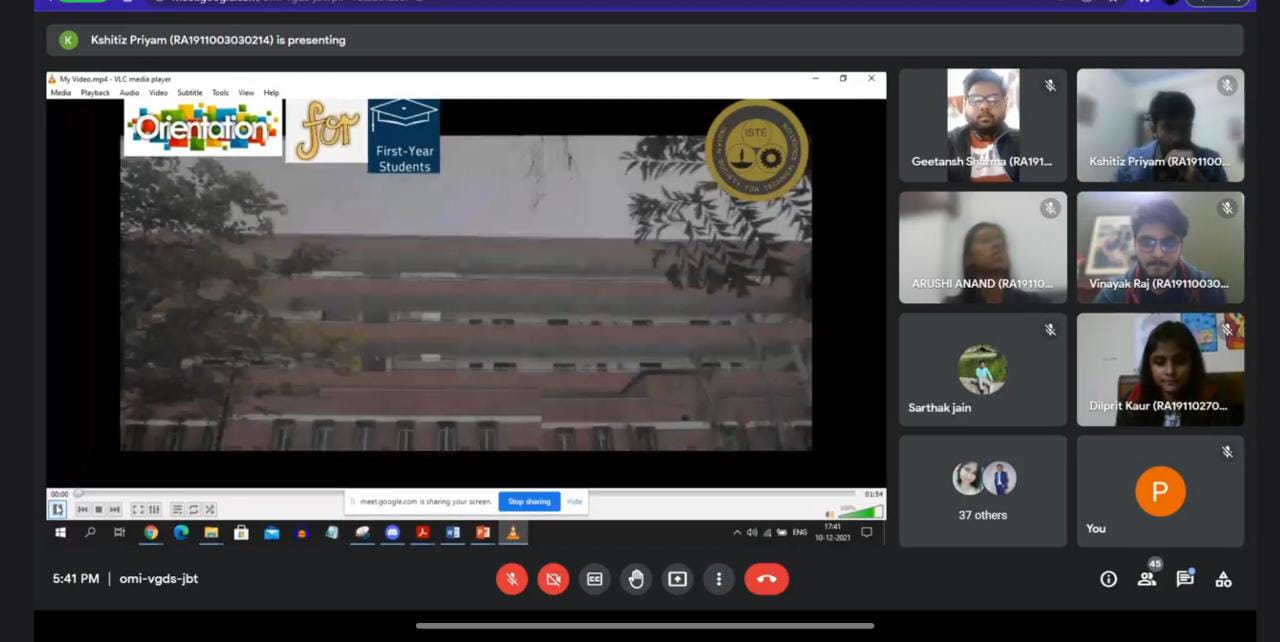 K
Kshitiz Priyam (RA1911003030214) is presenting
My Video.mp4 - VLC media player
Media Playback Audio Video Subtitle Tools View Help
Orientation for
First-Year
Students
ISTE
INDIAN SOCIETY FOR TECHNICAL EDUCATION
Geetansh Sharma (RA191...
Kshitiz Priyam (RA191100...
ARUSHI ANAND (RA19110...
Vinayak Raj (RA19110030...
Sarthak jain
Dilprit Kaur (RA19110270...
37 others
P
You
00:00
01:54
meet.google.com is sharing your screen.
Stop sharing
Hide
100%
ENG
17:41
10-12-2021
5:41 PM | omi-vgds-jbt
CC
45